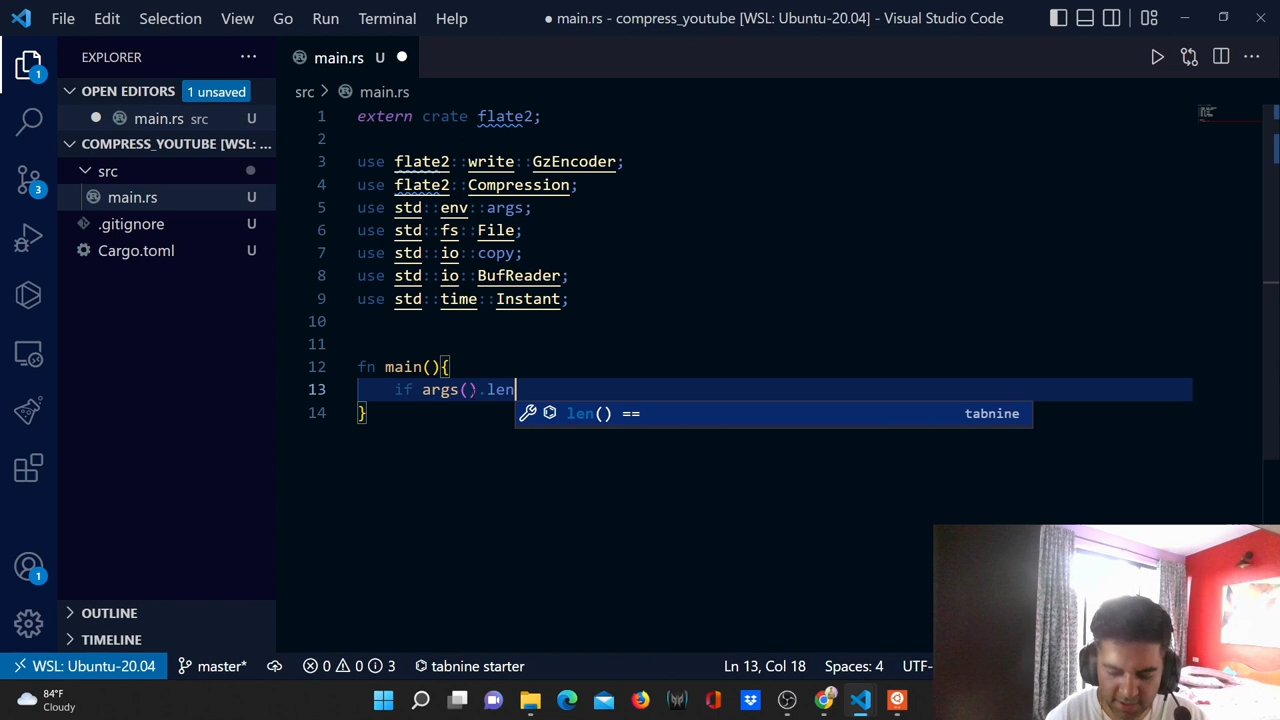 File Edit Selection View Go Run Terminal Help ● main.rs - compress_youtube [WSL: Ubuntu-20.04] - Visual Studio Code
EXPLORER ···
main.rs U ●
OPEN EDITORS 1 unsaved
● main.rs src U
COMPRESS_YOUTUBE [WSL: ...
src
main.rs U
.gitignore U
Cargo.toml U
OUTLINE
TIMELINE
1
3
1
src > main.rs
1 extern crate flate2;
2
3 use flate2::write::GzEncoder;
4 use flate2::Compression;
5 use std::env::args;
6 use std::fs::File;
7 use std::io::copy;
8 use std::io::BufReader;
9 use std::time::Instant;
10
11
12 fn main(){
13 if args().len
len() == tabnine
14 }
WSL: Ubuntu-20.04 master* 0 0 3 tabnine starter Ln 13, Col 18 Spaces: 4 UTF-
84°F
Cloudy